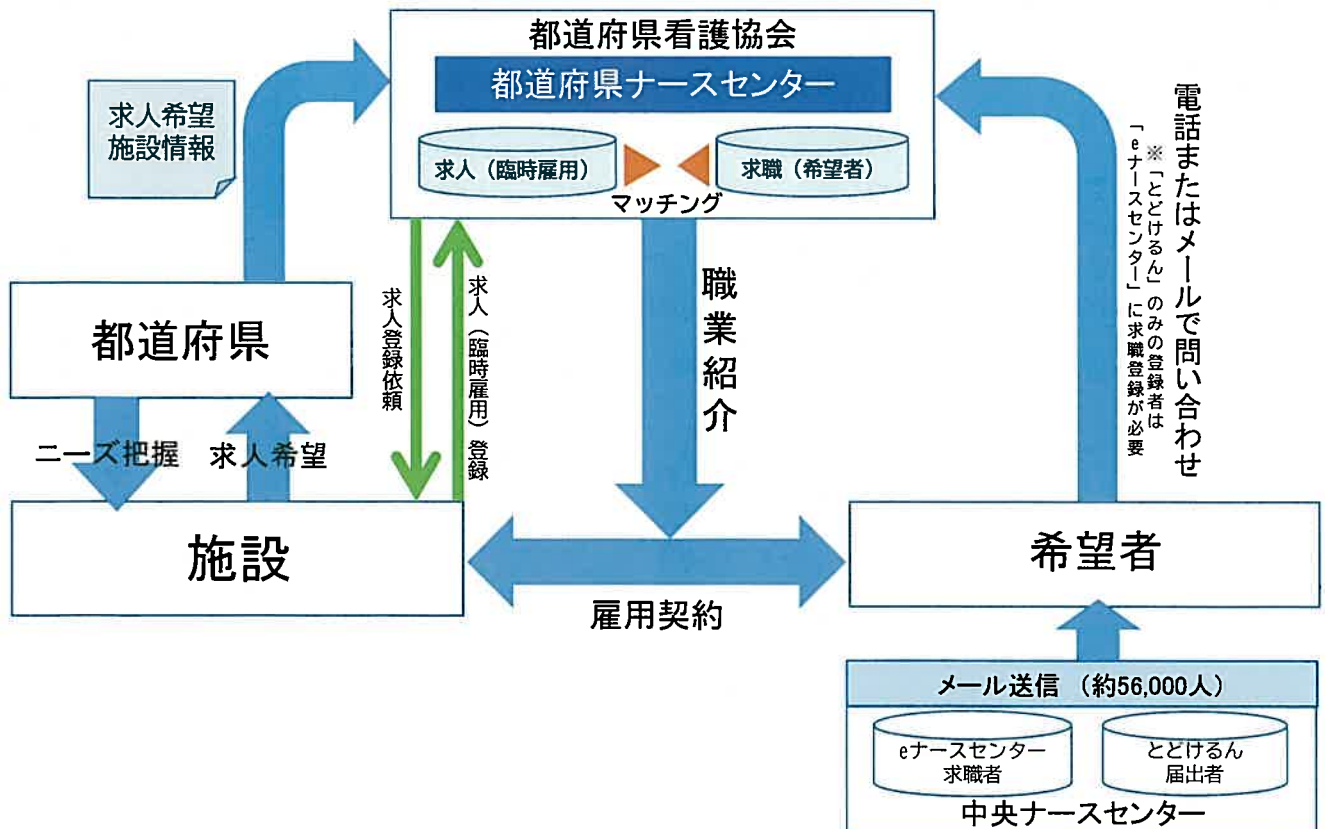 都道府県看護協会
都道府県ナースセンター
求人（臨時雇用）
求職（希望者）
マッチング
求人希望
施設情報
都道府県
ニーズ把握
求人希望
施設
求人登録依頼
求人（臨時雇用）登録
職業紹介
雇用契約
電話またはメールで問い合わせ
※「とどけるん」のみの登録者は
「eナースセンター」に求職登録が必要
希望者
メール送信 （約56,000人）
eナースセンター
求職者
とどけるん
届出者
中央ナースセンター